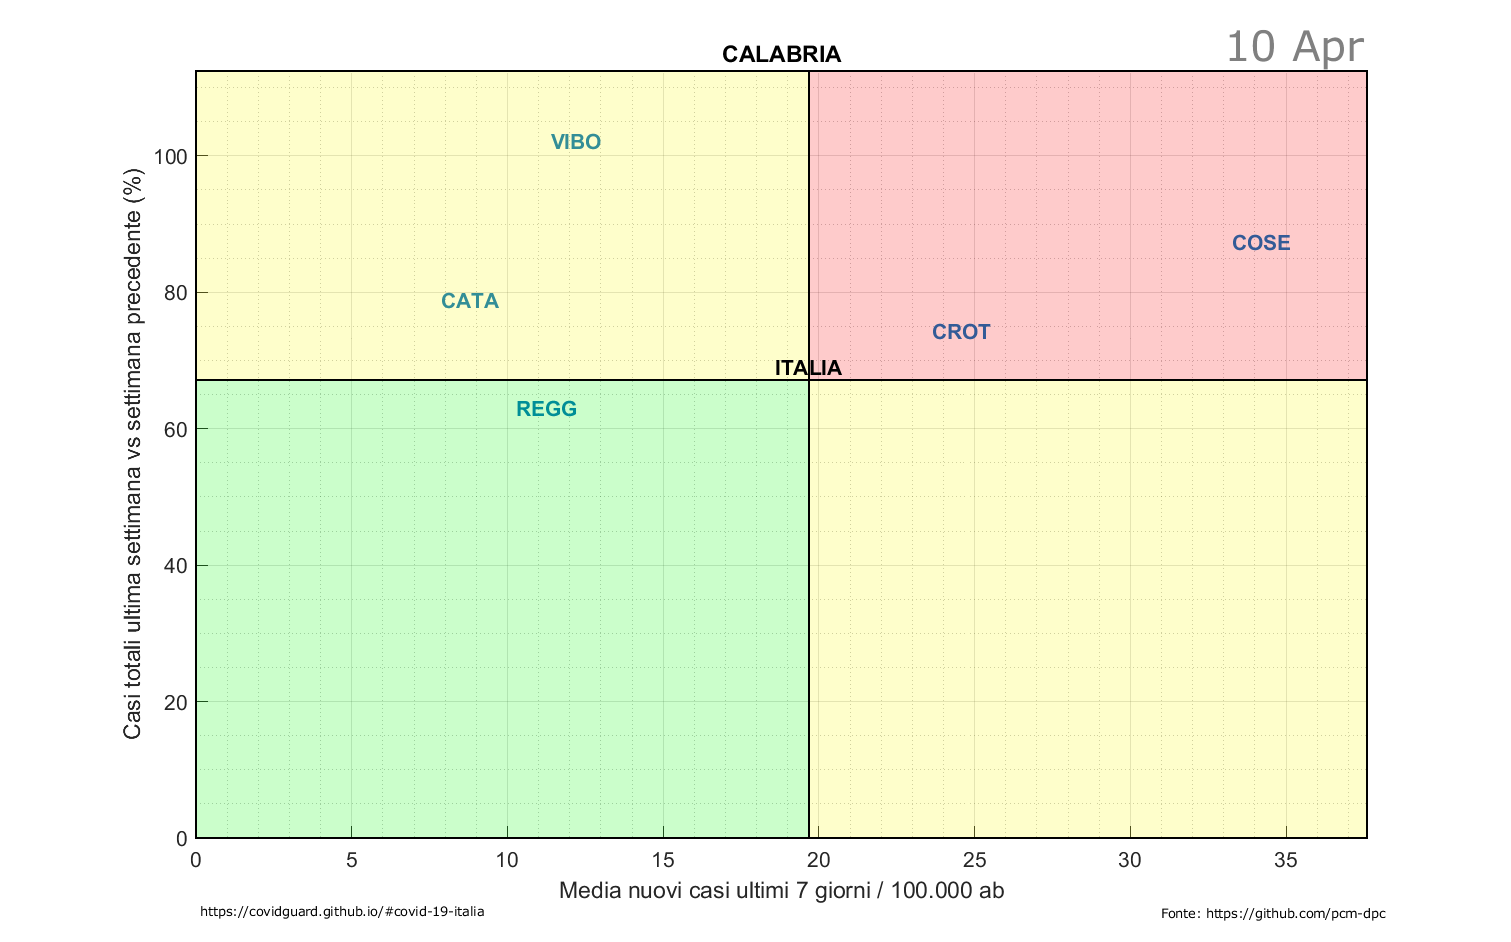 10 Apr
CALABRIA
Casi totali ultima settimana vs settimana precedente (%)
100
80
60
40
20
0
VIBO
COSE
CATA
CROT
ITALIA
REGG
0 5 10 15 20 25 30 35
Media nuovi casi ultimi 7 giorni / 100.000 ab
https://covidguard.github.io/#covid-19-italia
Fonte: https://github.com/pcm-dpc